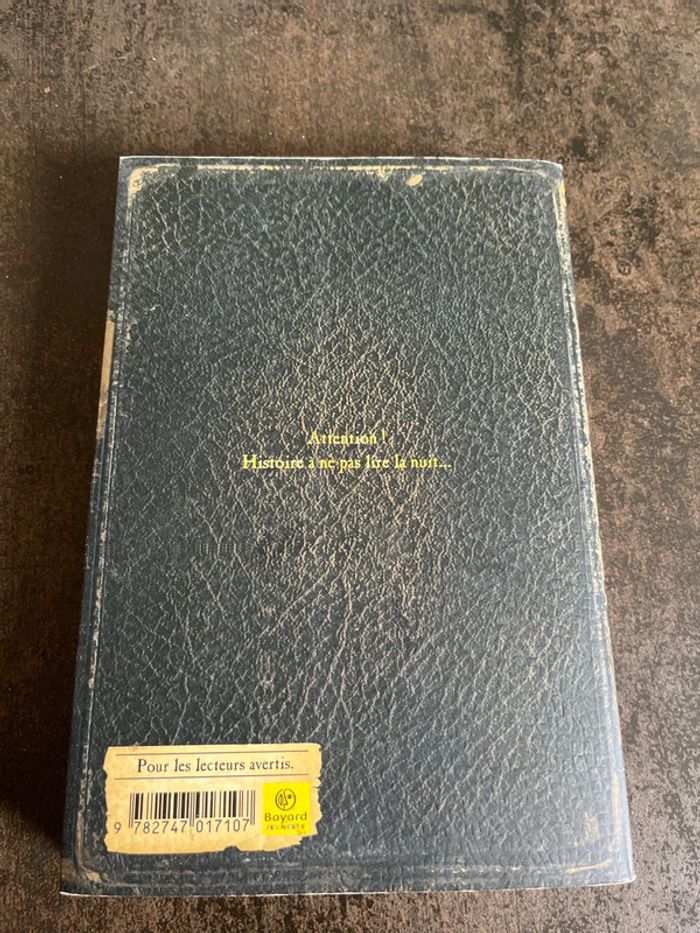 Attention !
Histoire à ne pas lire la nuit...
Pour les lecteurs avertis.
9 782747 017107
Bayard
JEUNESSE